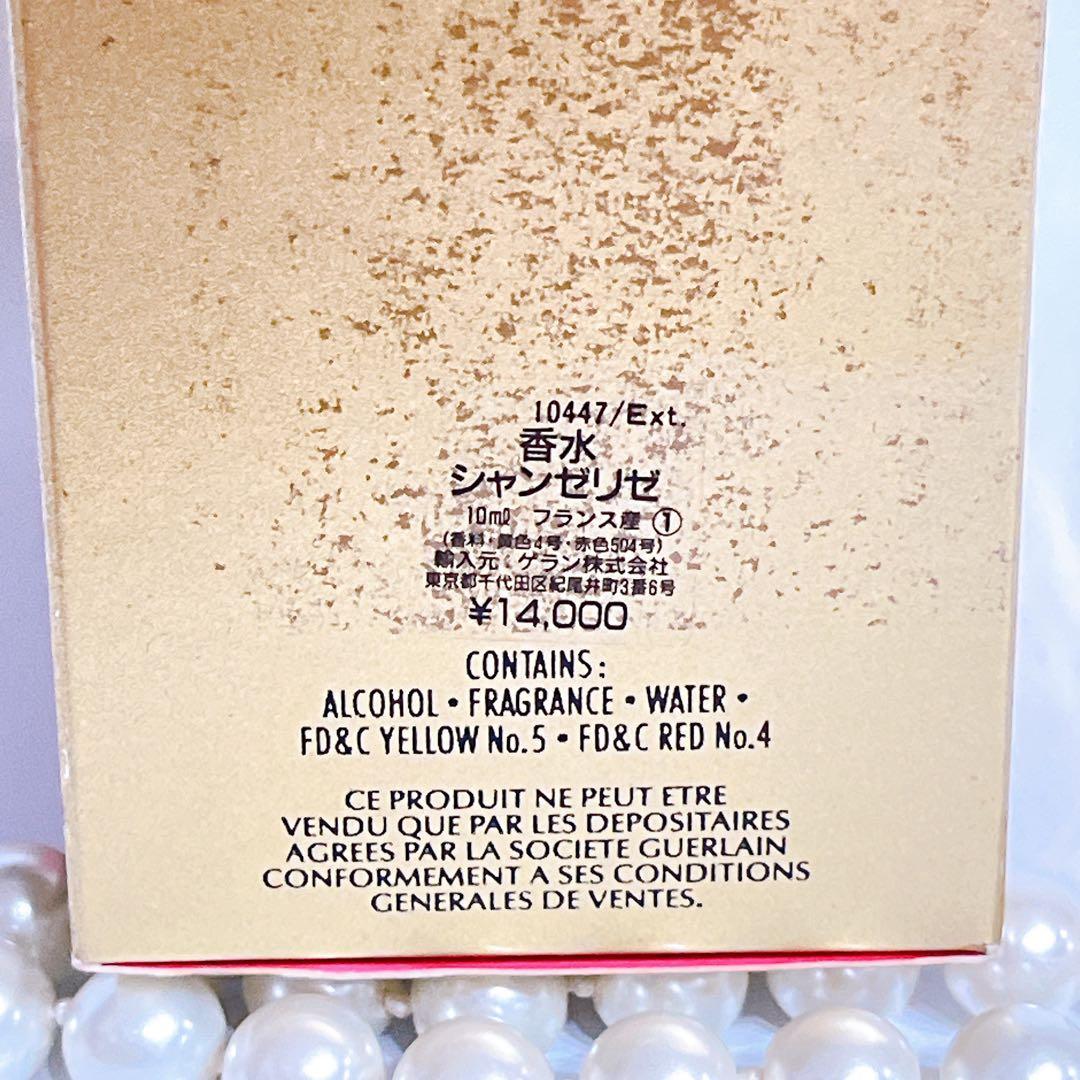 10447/Ext.
香水
シャンゼリゼ
10ml フランス産 ①
(香料・黄色4号・赤色504号)
輸入元:ゲラン株式会社
東京都千代田区紀尾井町3番6号
¥14,000
CONTAINS:
ALCOHOL • FRAGRANCE • WATER •
FD&C YELLOW No.5 • FD&C RED No.4
CE PRODUIT NE PEUT ETRE
VENDU QUE PAR LES DEPOSITAIRES
AGREES PAR LA SOCIETE GUERLAIN
CONFORMEMENT A SES CONDITIONS
GENERALES DE VENTES.